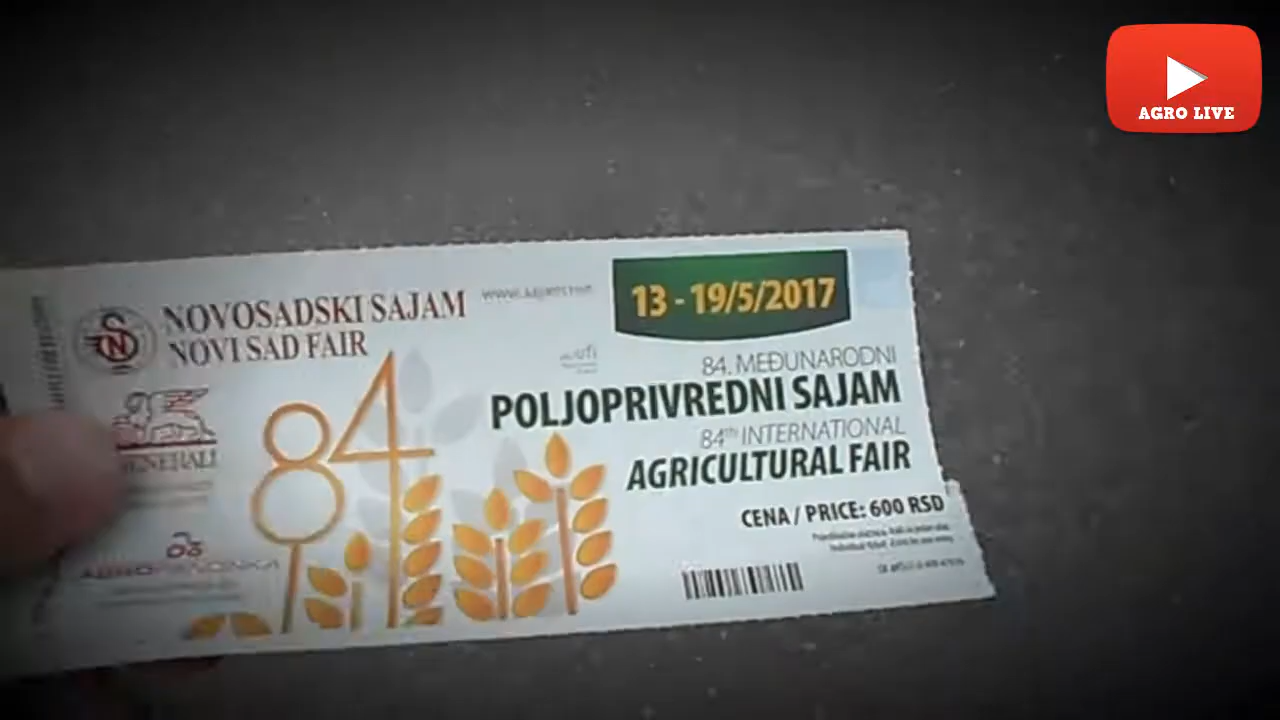 AGRO LIVE
13 - 19/5/2017
NOVOSADSKI SAJAM
NOVI SAD FAIR
84. MEĐUNARODNI
POLJOPRIVREDNI SAJAM
84th INTERNATIONAL
AGRICULTURAL FAIR
GENERALI
84
CENA / PRICE: 600 RSD